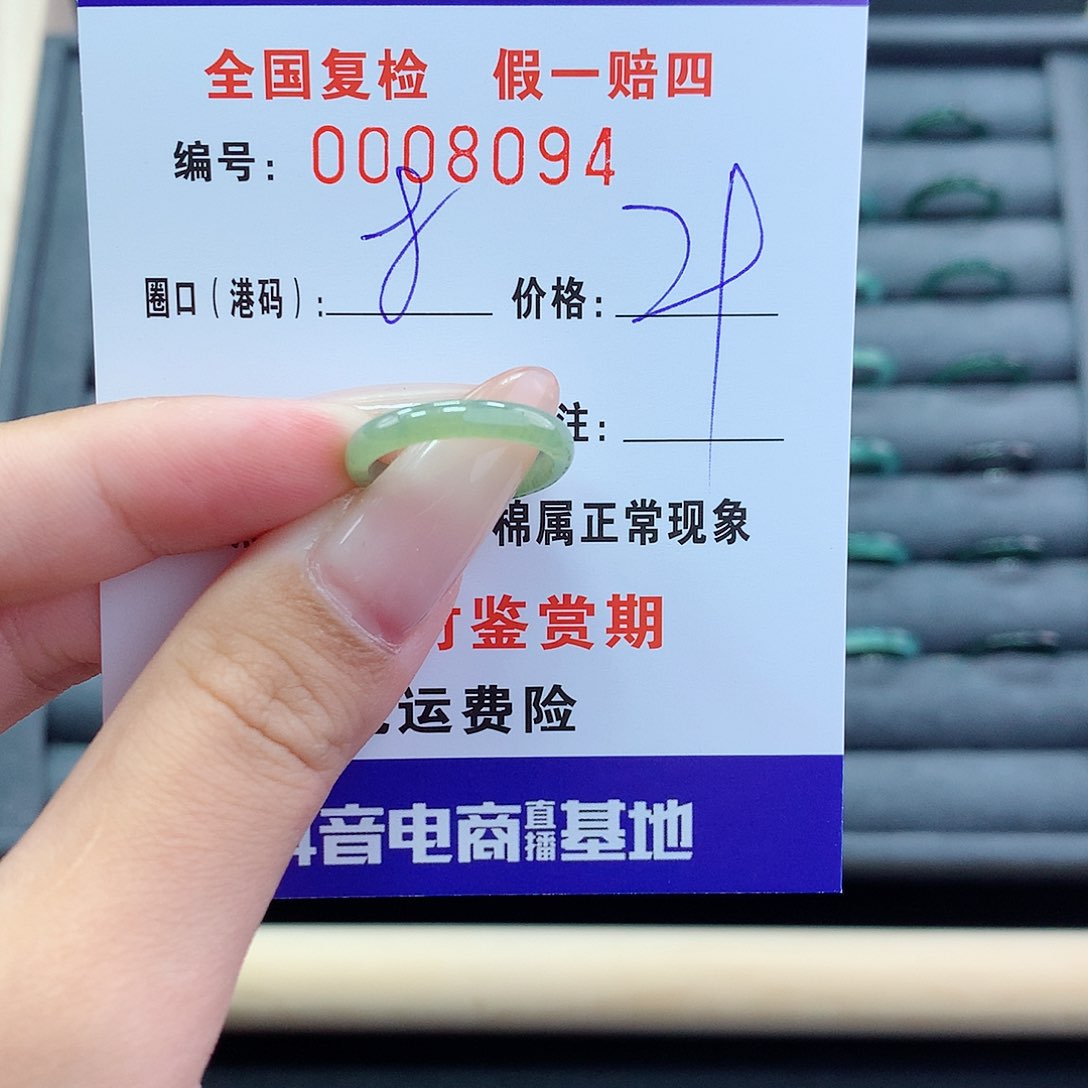 全国复检 假一赔四
编号: 0008094
圈口(港码): 8 价格:
注:
棉属正常现象
鉴赏期
运费险
音电商直播基地